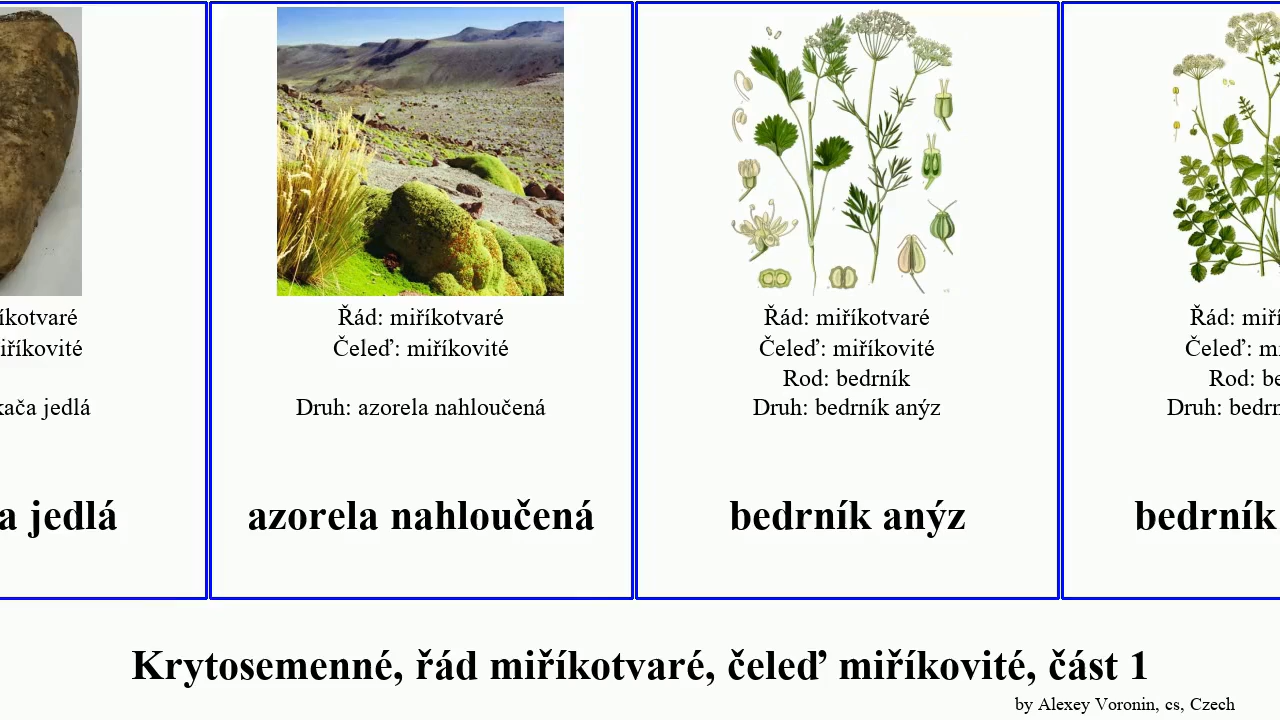 íkotvaré
iříkovité
kača jedlá
a jedlá
Řád: miříkotvaré
Čeleď: miříkovité
Druh: azorela nahloučená
azorela nahloučená
Řád: miříkotvaré
Čeleď: miříkovité
Rod: bedrník
Druh: bedrník anýz
bedrník anýz
Řád: miří
Čeleď: m
Rod: be
Druh: bedrn
bedrník
Krytosemenné, řád miříkotvaré, čeleď miříkovité, část 1
by Alexey Voronin, cs, Czech